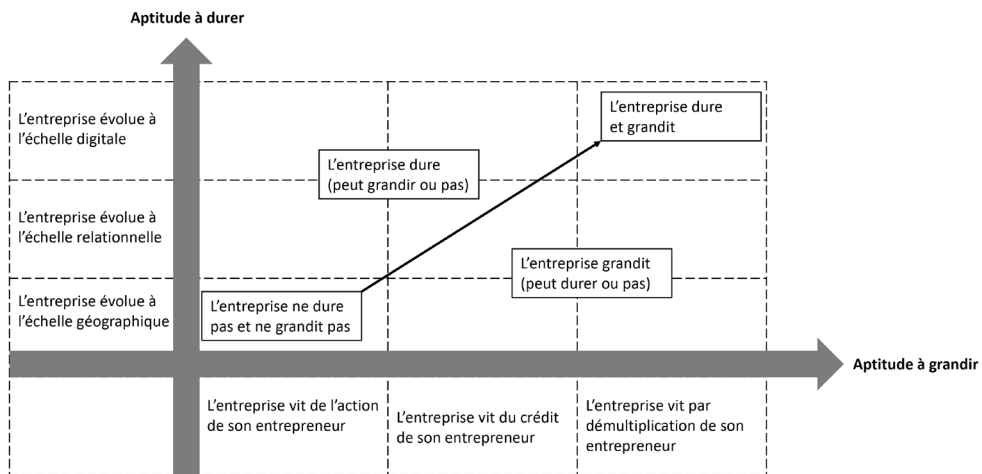 Aptitude à durer
L’entreprise évolue à
l’échelle digitale
L’entreprise dure
et grandit
L’entreprise dure
(peut grandir ou pas)
L’entreprise évolue à
l’échelle relationnelle
L’entreprise grandit
(peut durer ou pas)
L’entreprise évolue à
l’échelle géographique
L’entreprise ne dure
pas et ne grandit pas
Aptitude à grandir
L’entreprise vit de l’action
de son entrepreneur
L’entreprise vit du crédit
de son entrepreneur
L’entreprise vit par
démultiplication de son
entrepreneur